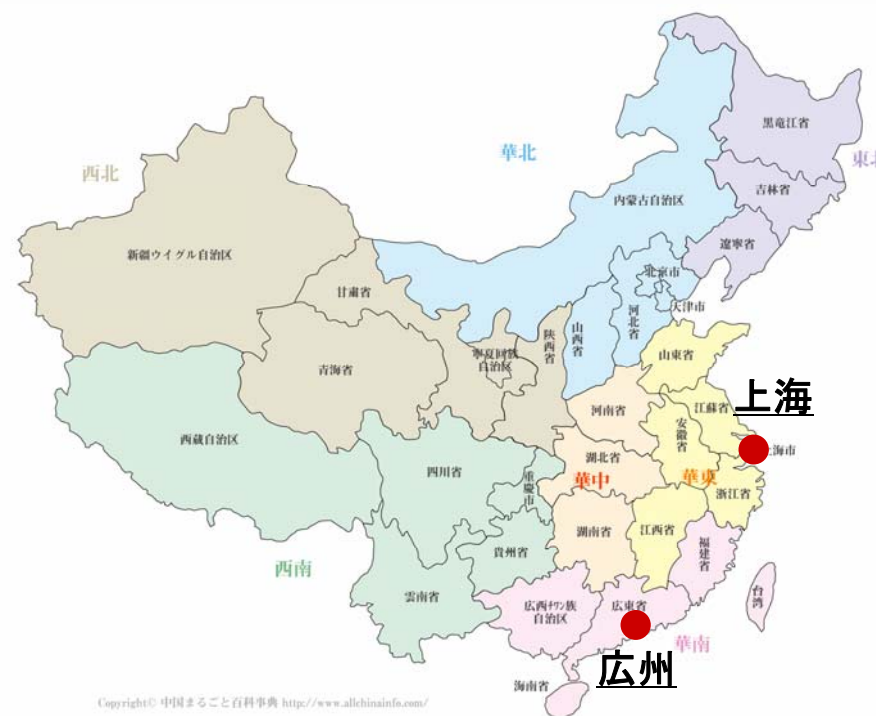 黒竜江省
華北
東北
西北
吉林省
内蒙古自治区
遼寧省
新疆ウイグル自治区
北京市
甘粛省
天津市
河北省
山西省
陝西省
寧夏回族
自治区
山東省
青海省
上海
河南省
江蘇省
安徽省
西蔵自治区
上海市
四川省
湖北省
重慶市
華中
華東
浙江省
湖南省
江西省
福建省
貴州省
西南
雲南省
台湾
広西チワン族
自治区
広東省
華南
広州
海南省
Copyright© 中国まるごと百科事典 http://www.allchinainfo.com/